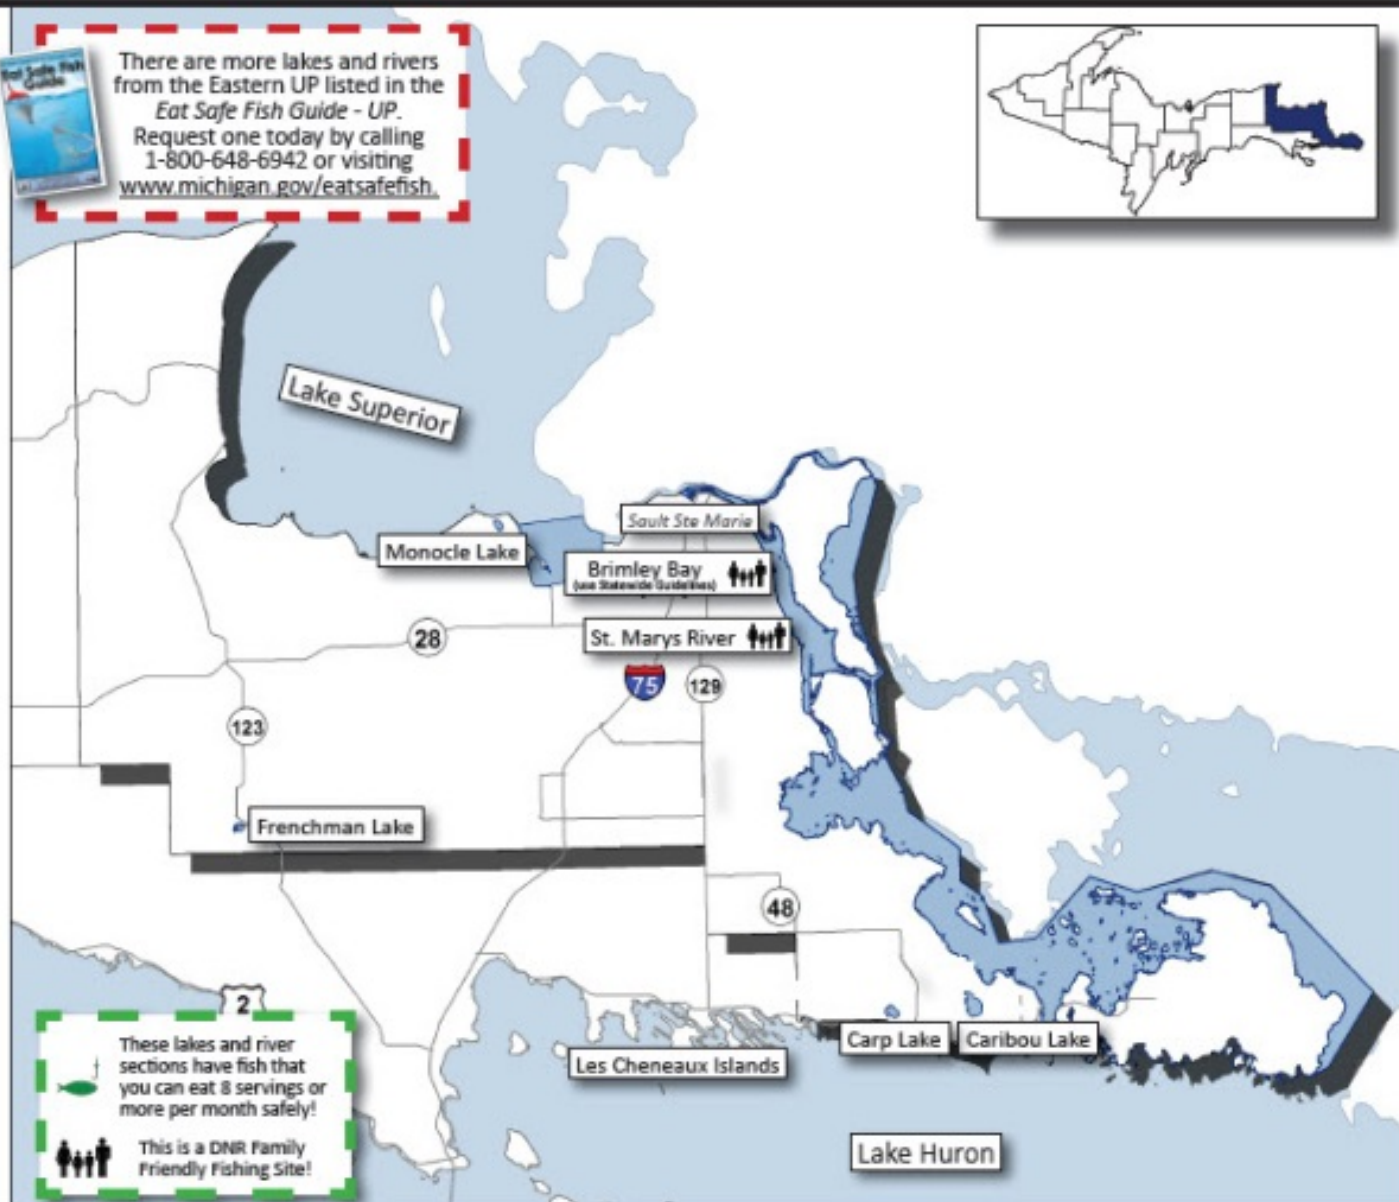 Eat Safe Fish
Guide
There are more lakes and rivers
from the Eastern UP listed in the
Eat Safe Fish Guide - UP.
Request one today by calling
1-800-648-6942 or visiting
www.michigan.gov/eatsafefish.
Lake Superior
Sault Ste Marie
Monocle Lake
Brimley Bay
(use Statewide Guidelines)
St. Marys River
28
75
129
123
Frenchman Lake
48
2
Carp Lake
Caribou Lake
Les Cheneaux Islands
Lake Huron
These lakes and river
sections have fish that
you can eat 8 servings or
more per month safely!
This is a DNR Family
Friendly Fishing Site!